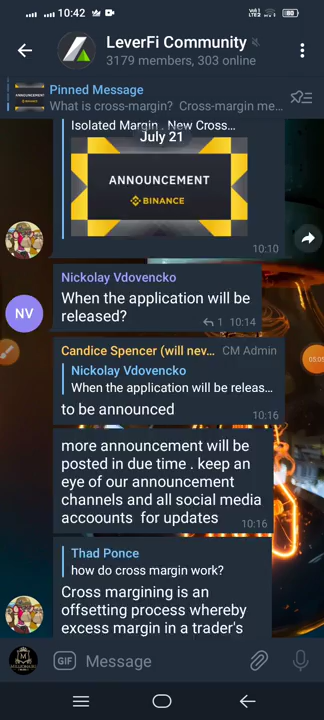 10:42
LeverFi Community
3179 members, 303 online
Pinned Message
What is cross-margin? Cross-margin me...
Isolated Margin . New Cross...
July 21
ANNOUNCEMENT
BINANCE
10:10
Nickolay Vdovencko
When the application will be
released?
1 10:14
NV
Candice Spencer (will nev... CM Admin
Nickolay Vdovencko
When the application will be releas...
to be announced
10:16
more announcement will be
posted in due time . keep an
eye of our announcement
channels and all social media
accoounts for updates
10:16
Thad Ponce
how do cross margin work?
Cross margining is an
offsetting process whereby
excess margin in a trader's
GIF Message